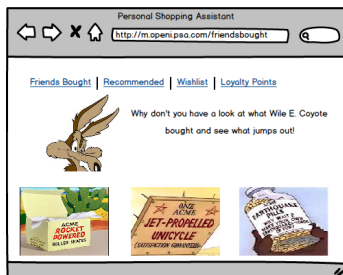 Personal Shopping Assistant
http://m.openi.psa.com/friendsbought
Friends Bought | Recommended | Wishlist | Loyalty Points
Why don't you have a look at what Wile E. Coyote
bought and see what jumps out!
ACME
ROCKET
POWERED
ROLLER SKATES
ONE
ACME
JET-PROPELLED
UNICYCLE
(SATISFACTION GUARANTEED)
EARTHQUAKE
PILLS